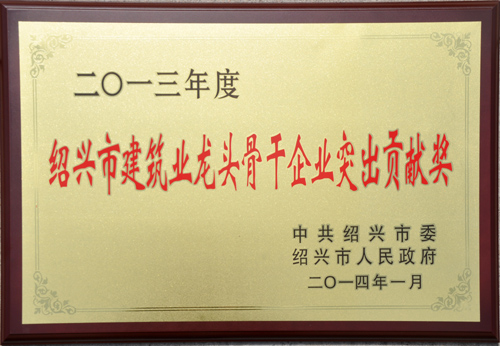 二〇一三年度
绍兴市建筑业龙头骨干企业突出贡献奖
中共绍兴市委
绍兴市人民政府
二〇一四年一月